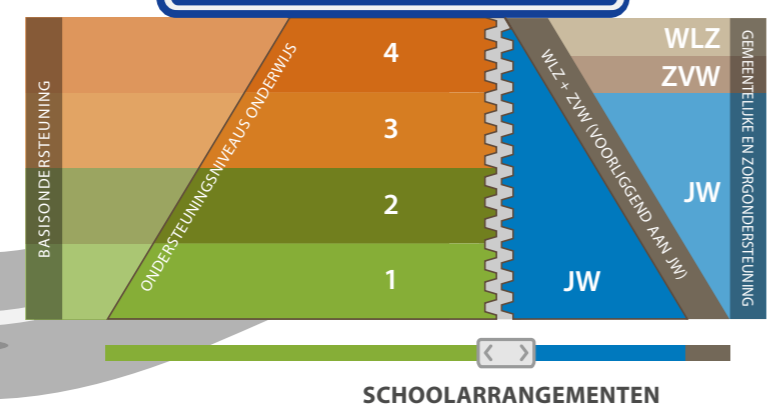 BASISONDERSTEUNING
ONDERSTEUNINGSNIVEAUS ONDERWIJS
4
3
2
1
JW
WLZ + ZVW (VOORLIGGEND AAN JW)
WLZ
ZVW
JW
GEMEENTELIJKE EN ZORGONDERSTEUNING
SCHOOLARRANGEMENTEN